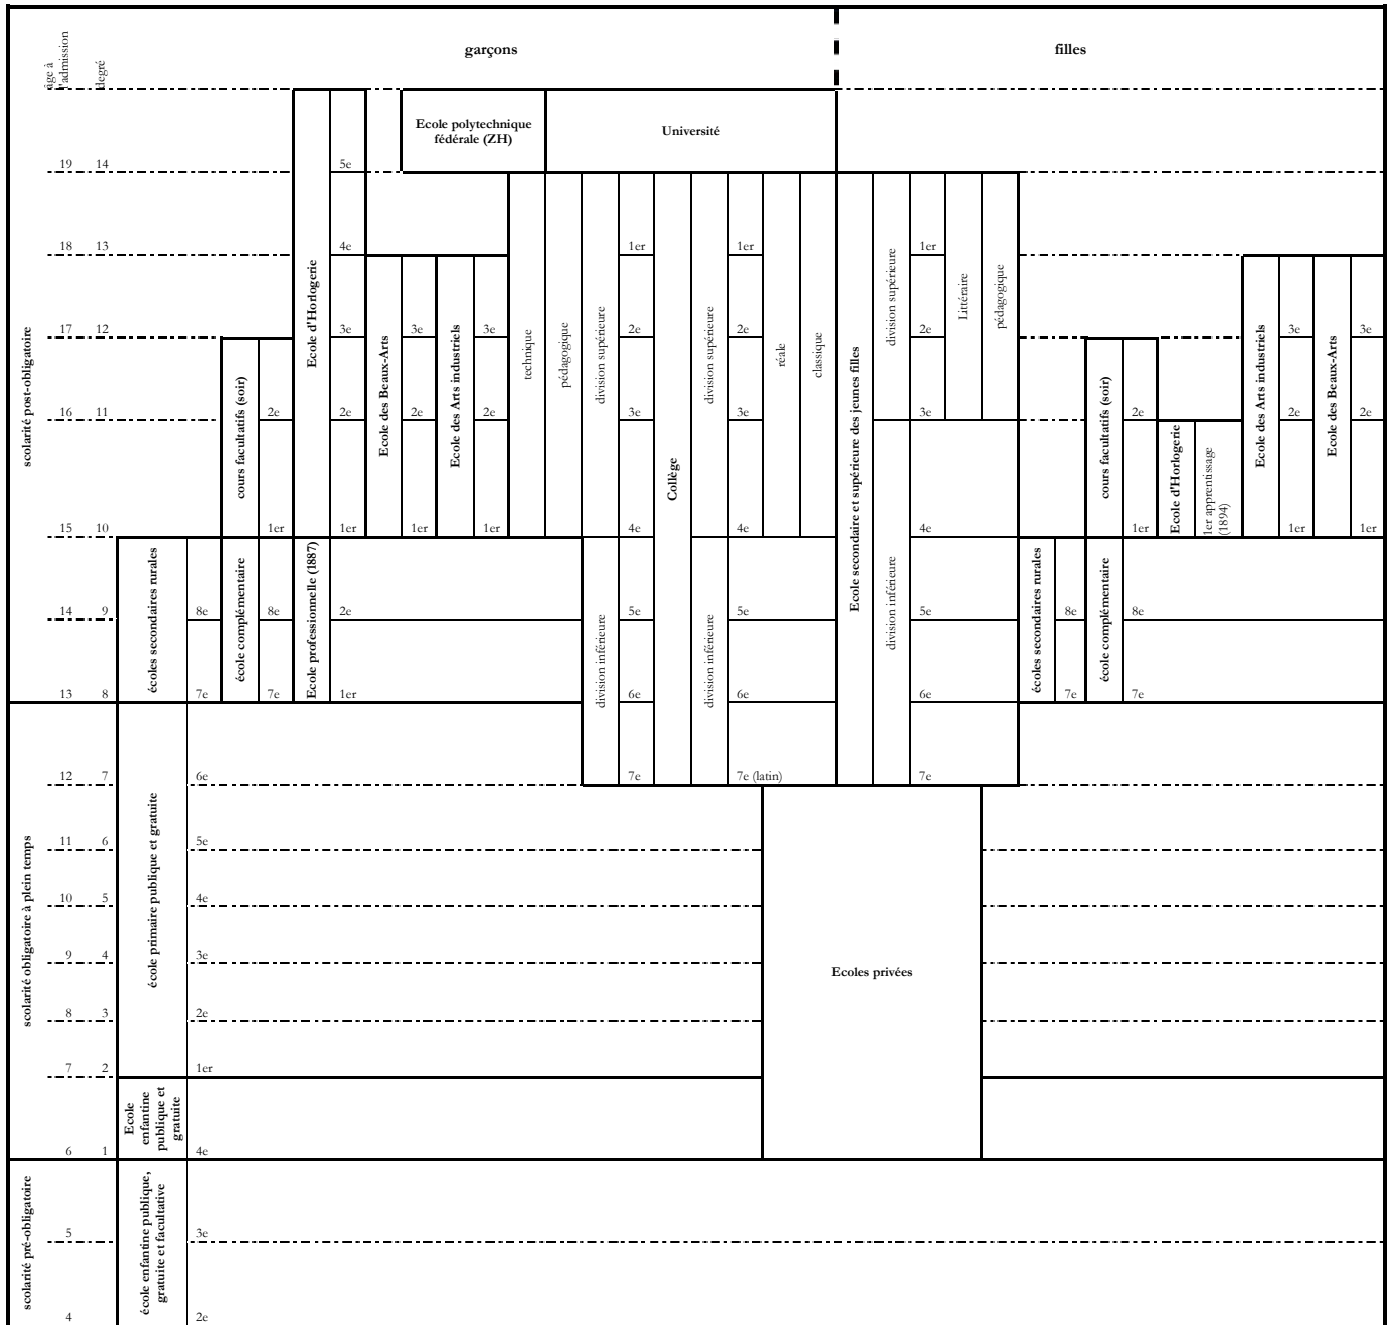 garçons
filles
âge à
l'admission
degré
Ecole polytechnique
fédérale (ZH)
Université
19
14
5e
18
13
4e
1er
1er
1er
scolarité post-obligatoire
Ecole d'Horlogerie
Ecole des Beaux-Arts
Ecole des Arts industriels
technique
pédagogique
division supérieure
Collège
division supérieure
réale
classique
Ecole secondaire et supérieure des jeunes filles
division supérieure
Littéraire
pédagogique
Ecole des Arts industriels
Ecole des Beaux-Arts
17
12
3e
3e
3e
2e
2e
2e
3e
3e
cours facultatifs (soir)
cours facultatifs (soir)
16
11
2e
2e
2e
2e
3e
3e
3e
2e
2e
2e
Ecole d'Horlogerie
1er apprentissage
(1894)
15
10
1er
1er
1er
1er
4e
4e
4e
1er
1er
1er
écoles secondaires rurales
école complémentaire
Ecole professionnelle (1887)
division inférieure
division inférieure
division inférieure
écoles secondaires rurales
école complémentaire
14
9
8e
8e
2e
5e
5e
5e
8e
8e
13
8
7e
7e
1er
6e
6e
6e
7e
7e
12
7
6e
7e
7e (latin)
7e
scolarité obligatoire à plein temps
école primaire publique et gratuite
11
6
5e
10
5
4e
9
4
3e
Ecoles privées
8
3
2e
7
2
1er
Ecole
enfantine
publique et
gratuite
6
1
4e
scolarité pré-obligatoire
école enfantine publique,
gratuite et facultative
5
3e
4
2e